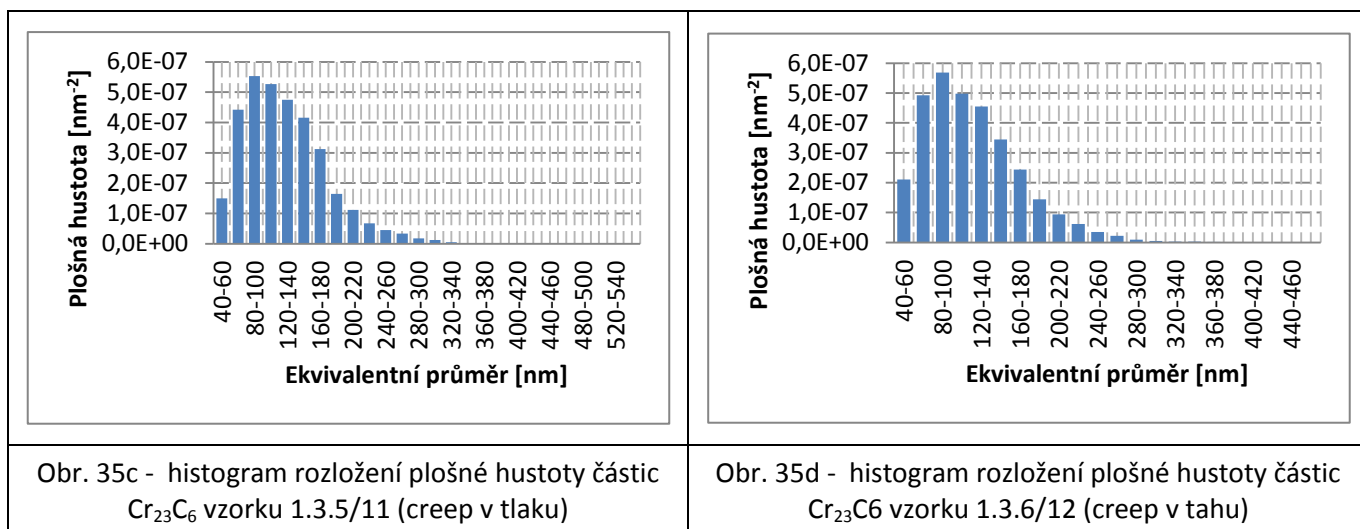 6,0E-07
5,0E-07
4,0E-07
3,0E-07
2,0E-07
1,0E-07
0,0E+00
Plošná hustota [nm-2]
40-60
80-100
120-140
160-180
200-220
240-260
280-300
320-340
360-380
400-420
440-460
480-500
520-540
Ekvivalentní průměr [nm]
Obr. 35c - histogram rozložení plošné hustoty částic
Cr23C6 vzorku 1.3.5/11 (creep v tlaku)
6,0E-07
5,0E-07
4,0E-07
3,0E-07
2,0E-07
1,0E-07
0,0E+00
Plošná hustota [nm-2]
40-60
80-100
120-140
160-180
200-220
240-260
280-300
320-340
360-380
400-420
440-460
Ekvivalentní průměr [nm]
Obr. 35d - histogram rozložení plošné hustoty částic
Cr23C6 vzorku 1.3.6/12 (creep v tahu)